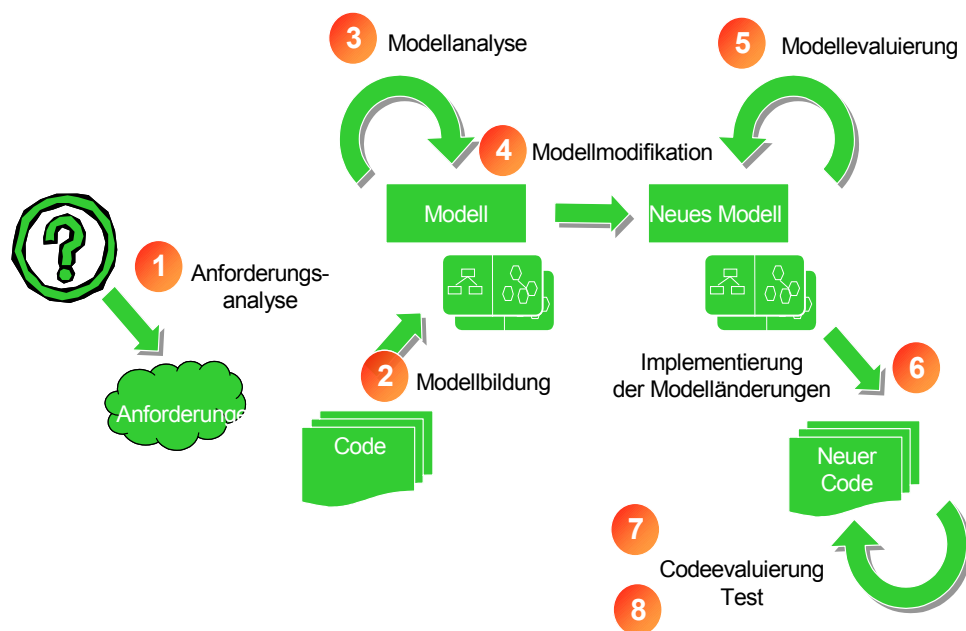 3
Modellanalyse
5
Modellevaluierung
4
Modellmodifikation
Modell
Neues Modell
?
1
Anforderungs-
analyse
Anforderunge
2
Modellbildung
Code
Implementierung
der Modelländerungen
6
Neuer
Code
7
Codeevaluierung
Test
8